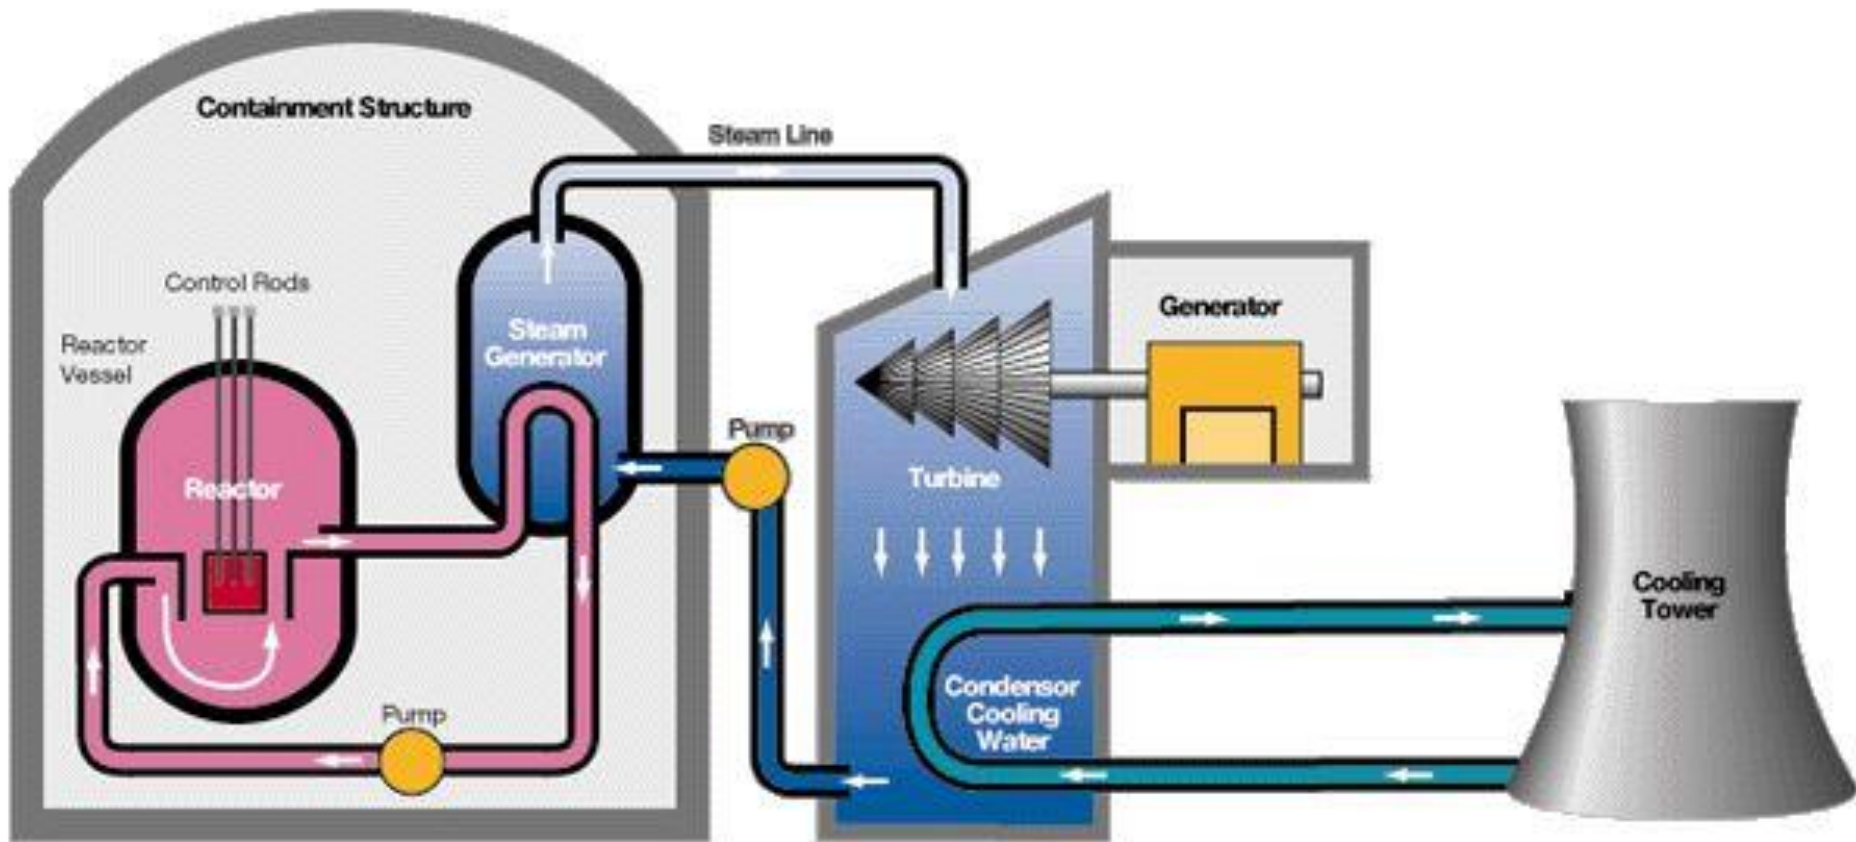 Containment Structure
Steam Line
Control Rods
Reactor
Vessel
Steam
Generator
Generator
Pump
Reactor
Turbine
Cooling
Tower
Condensor
Cooling
Water
Pump